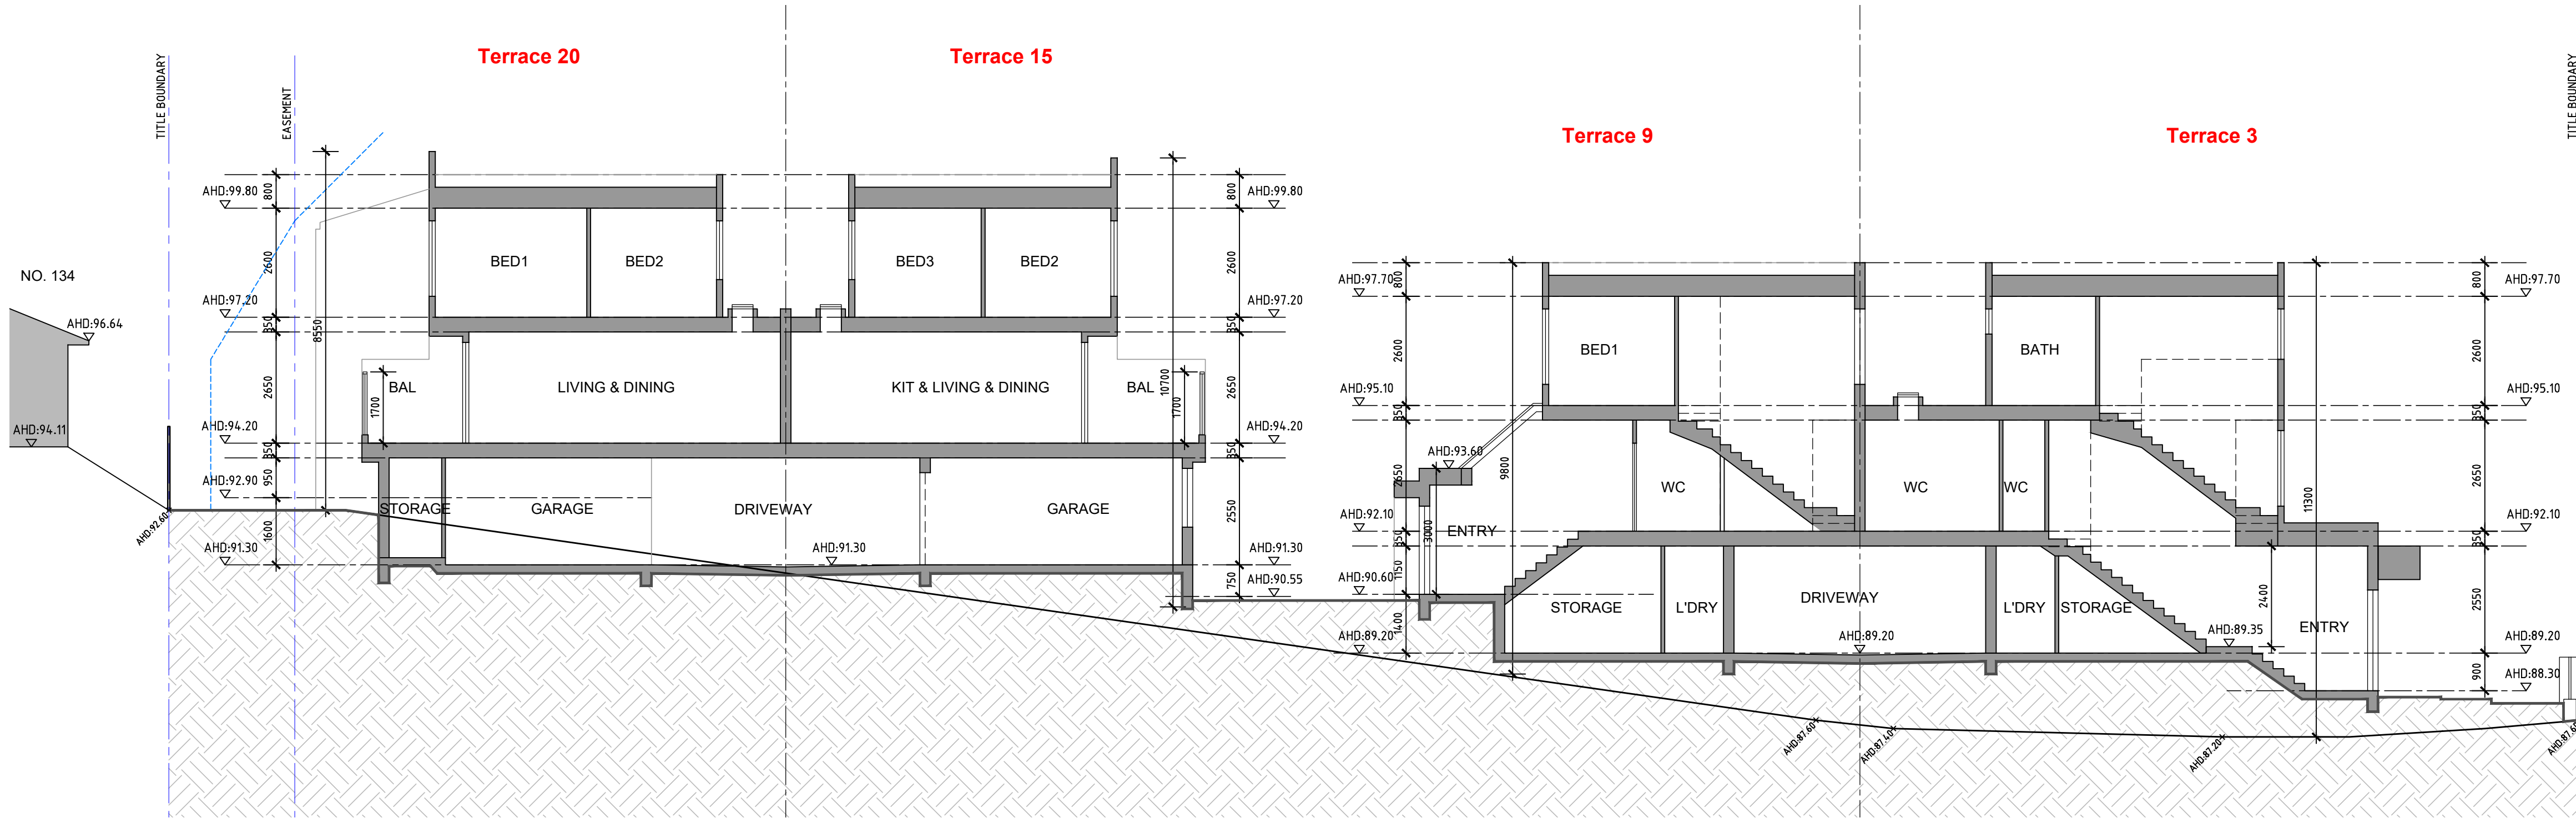 TITLE BOUNDARY
EASEMENT
Terrace 20
Terrace 15
Terrace 9
Terrace 3
TITLE BOUNDARY
NO. 134
AHD:96.64
AHD:94.11
AHD:92.60
AHD:99.80
AHD:97.20
AHD:94.20
AHD:92.90
AHD:91.30
800
2600
350
2650
350
950
1600
8550
BED1
BED2
BED3
BED2
BAL
1700
LIVING & DINING
KIT & LIVING & DINING
BAL
1700
10700
STORAGE
GARAGE
DRIVEWAY
AHD:91.30
GARAGE
800
2600
350
2650
350
2550
750
AHD:99.80
AHD:97.20
AHD:94.20
AHD:91.30
AHD:90.55
AHD:97.70
AHD:95.10
AHD:93.60
AHD:92.10
AHD:90.60
AHD:89.20
800
2600
350
2650
350
1150
1400
3000
9800
BED1
BATH
WC
WC
WC
ENTRY
STORAGE
L'DRY
DRIVEWAY
AHD:89.20
L'DRY
STORAGE
AHD:89.35
2400
ENTRY
11300
800
2600
350
2650
350
2550
900
AHD:97.70
AHD:95.10
AHD:92.10
AHD:89.20
AHD:88.30
AHD:87.60
AHD:87.40
AHD:87.20